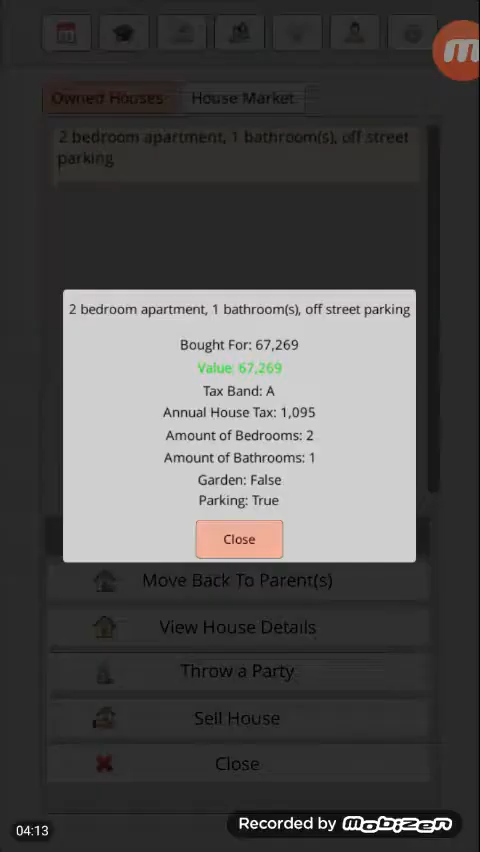 Owned Houses
House Market
2 bedroom apartment, 1 bathroom(s), off street
parking
2 bedroom apartment, 1 bathroom(s), off street parking
Bought For: 67,269
Value: 67,269
Tax Band: A
Annual House Tax: 1,095
Amount of Bedrooms: 2
Amount of Bathrooms: 1
Garden: False
Parking: True
Close
Move Back To Parent(s)
View House Details
Throw a Party
Sell House
Close
04:13
Recorded by Mobizen